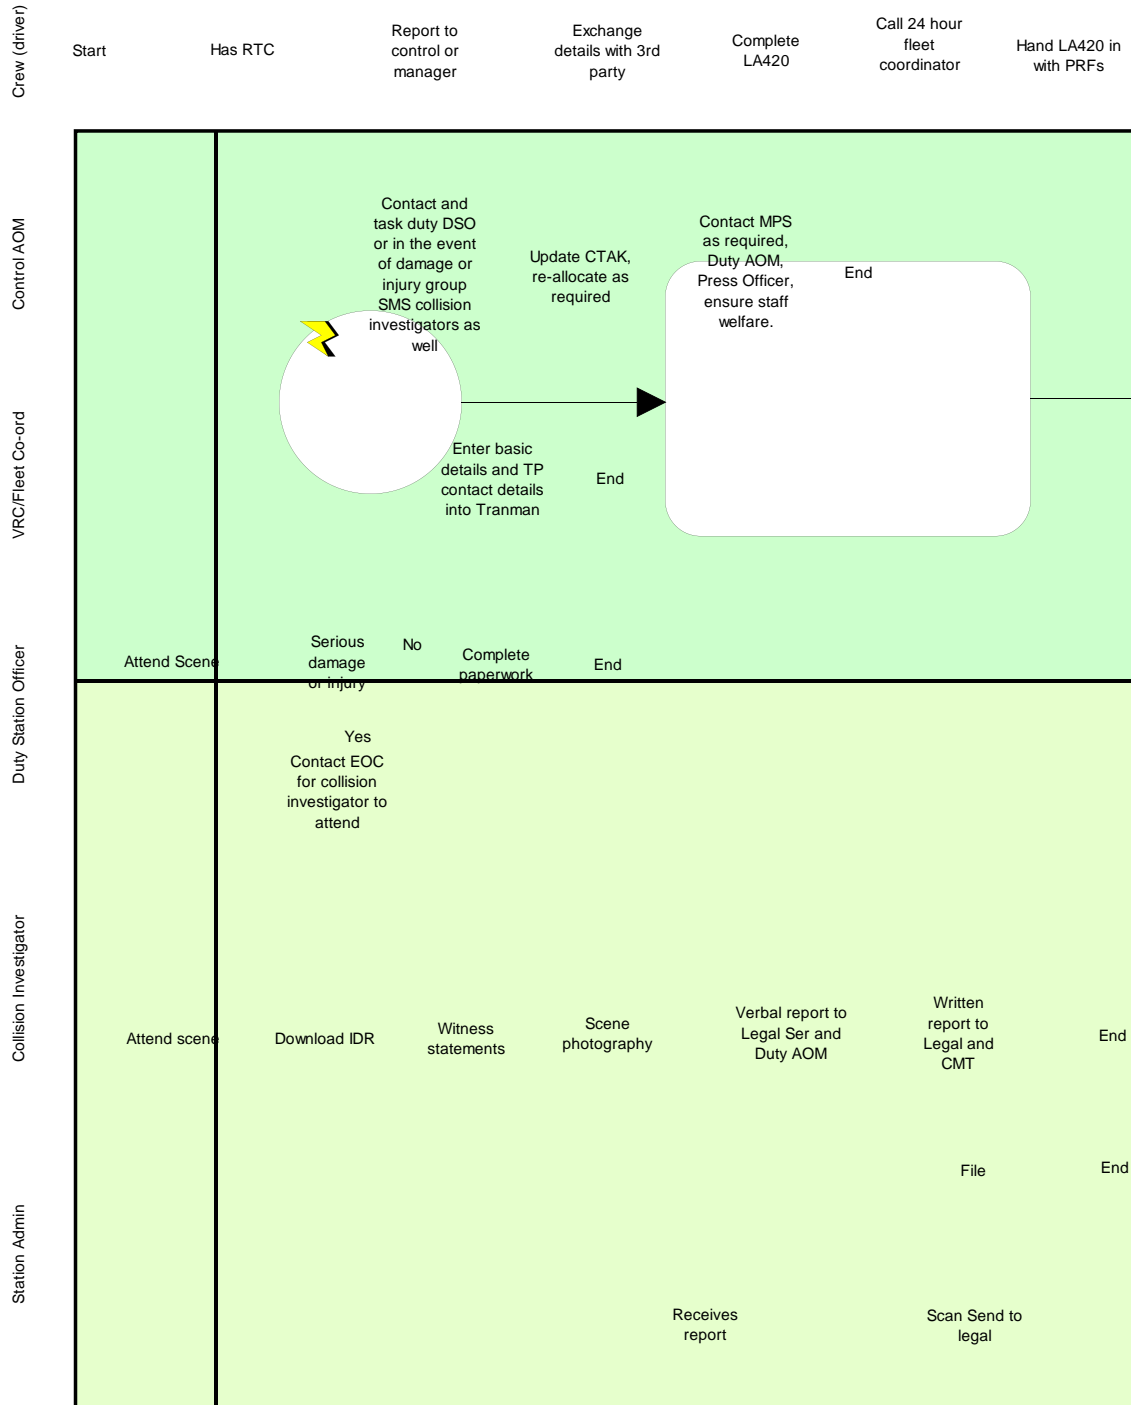 Crew (driver)
Start
Has RTC
Report to
control or
manager
Exchange
details with 3rd
party
Complete
LA420
Call 24 hour
fleet
coordinator
Hand LA420 in
with PRFs
Control AOM
Contact and
task duty DSO
or in the event
of damage or
injury group
SMS collision
investigators as
well
Update CTAK,
re-allocate as
required
Contact MPS
as required,
Duty AOM,
Press Officer,
ensure staff
welfare.
End
VRC/Fleet Co-ord
Enter basic
details and TP
contact details
into Tranman
End
Duty Station Officer
Attend Scene
Serious
damage
or injury
No
Complete
paperwork
End
Yes
Contact EOC
for collision
investigator to
attend
Collision Investigator
Attend scene
Download IDR
Witness
statements
Scene
photography
Verbal report to
Legal Ser and
Duty AOM
Written
report to
Legal and
CMT
End
Station Admin
File
End
Receives
report
Scan Send to
legal